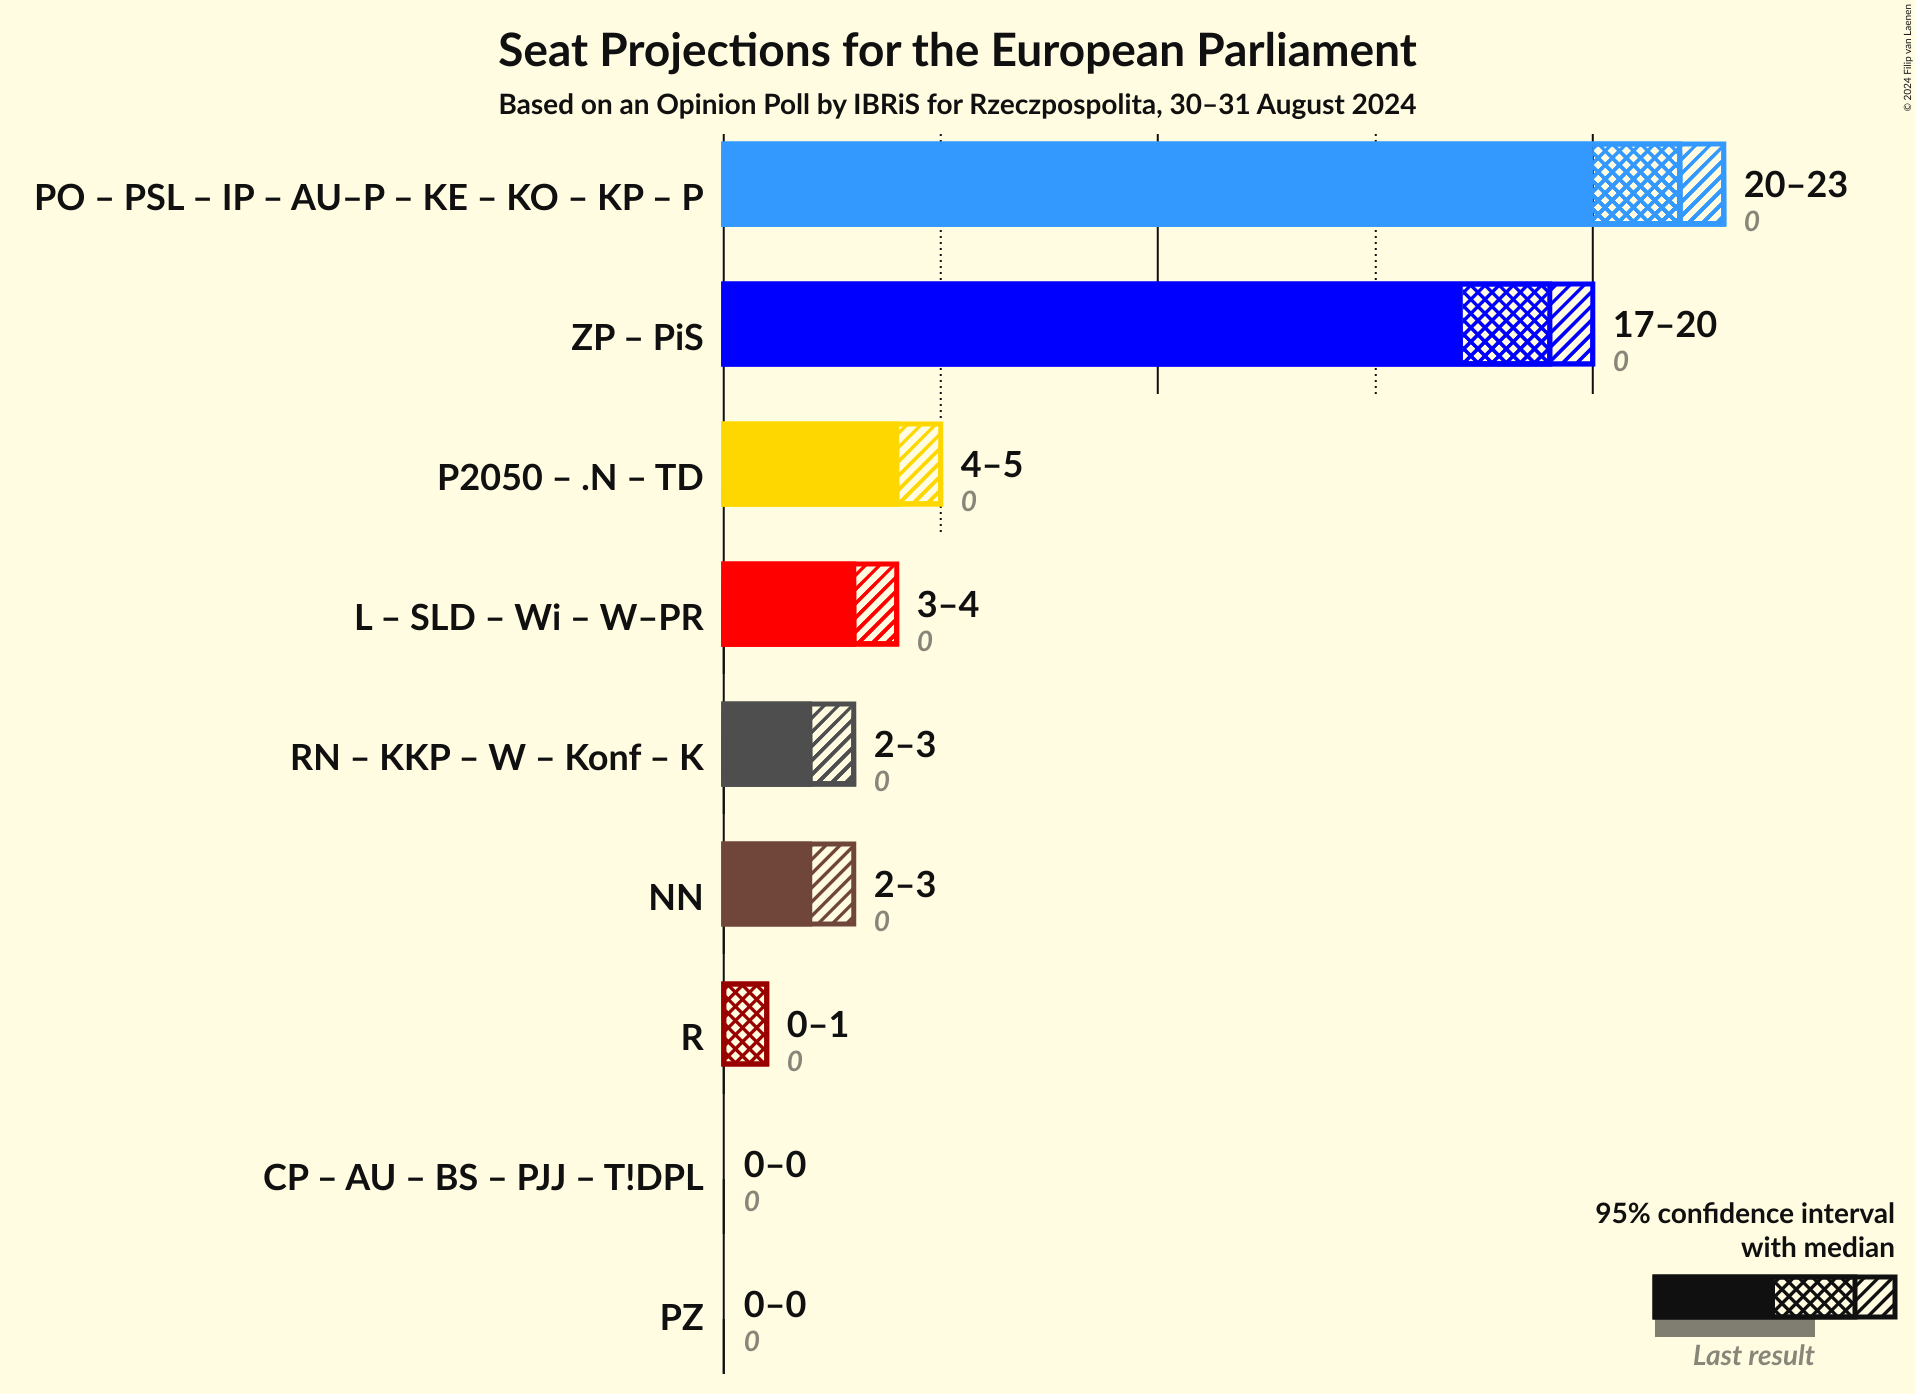 Seat Projections for the European Parliament
Based on an Opinion Poll by IBRiS for Rzeczpospolita, 30–31 August 2024
© 2024 Filip van Laenen
PO – PSL – IP – AU–P – KE – KO – KP – P
20–23
0
ZP – PiS
17–20
0
P2050 – .N – TD
4–5
0
L – SLD – Wi – W–PR
3–4
0
RN – KKP – W – Konf – K
2–3
0
NN
2–3
0
R
0–1
0
CP – AU – BS – PJJ – T!DPL
0–0
0
PZ
0–0
0
95% confidence interval
with median
Last result